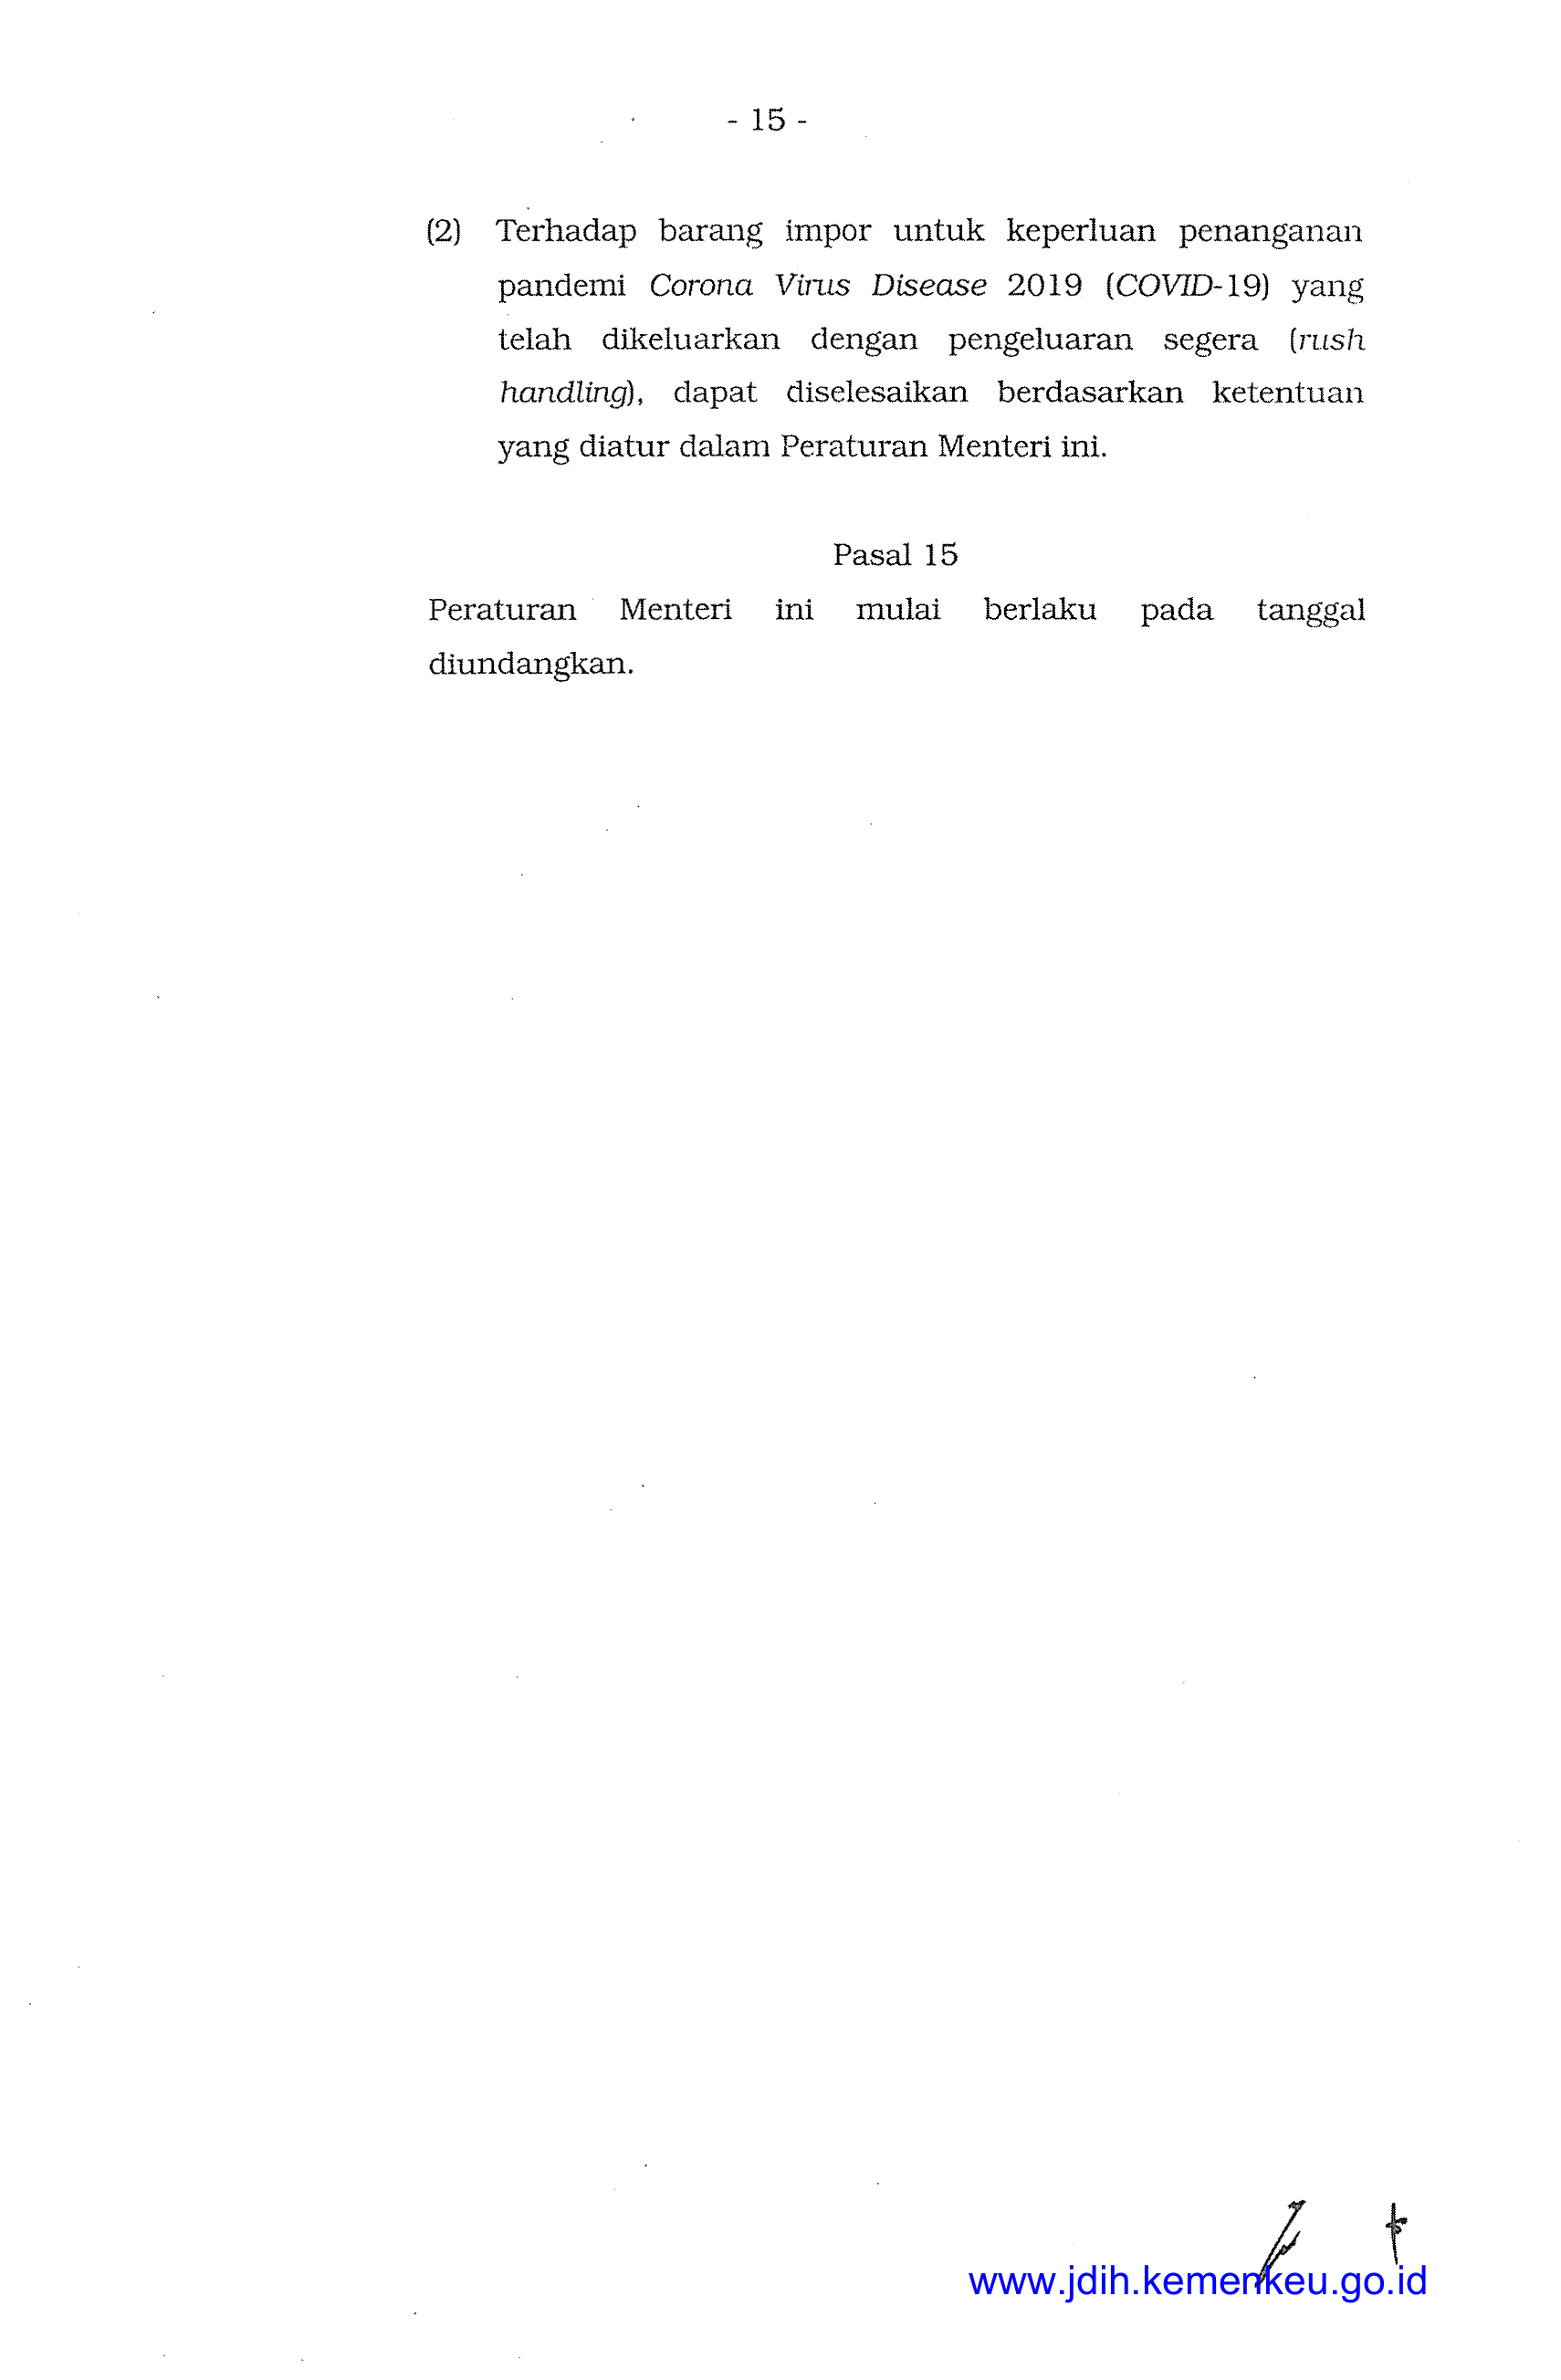 - 15 -
(2) Terhadap barang impor untuk keperluan penanganan
pandemi Corona Virus Disease 2019 (COVID-19) yang
telah dikeluarkan dengan pengeluaran segera (rush
handling), dapat diselesaikan berdasarkan ketentuan
yang diatur dalam Peraturan Menteri ini.
Pasal 15
Peraturan Menteri ini mulai berlaku pada tanggal
diundangkan.
www.jdih.kemenkeu.go.id